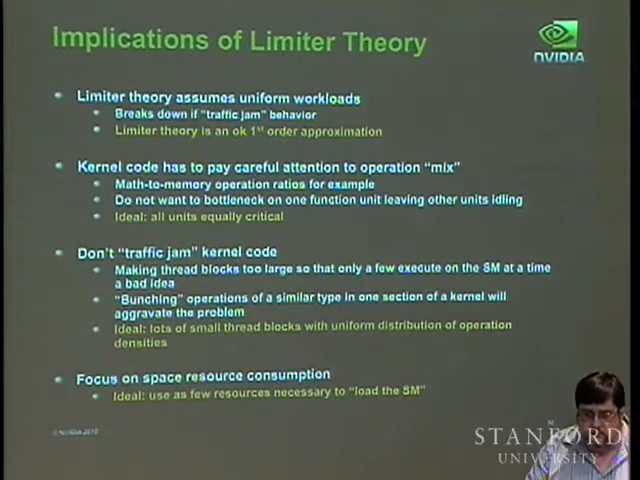 Implications of Limiter Theory
NVIDIA
Limiter theory assumes uniform workloads
Breaks down if "traffic jam" behavior
Limiter theory is an ok 1st order approximation
Kernel code has to pay careful attention to operation "mix"
Math-to-memory operation ratios for example
Do not want to bottleneck on one function unit leaving other units idling
Ideal: all units equally critical
Don't "traffic jam" kernel code
Making thread blocks too large so that only a few execute on the SM at a time
a bad idea
"Bunching" operations of a similar type in one section of a kernel will
aggravate the problem
Ideal: lots of small thread blocks with uniform distribution of operation
densities
Focus on space resource consumption
Ideal: use as few resources necessary to "load the SM"
© NVIDIA 2010
STANFORD
UNIVERSITY